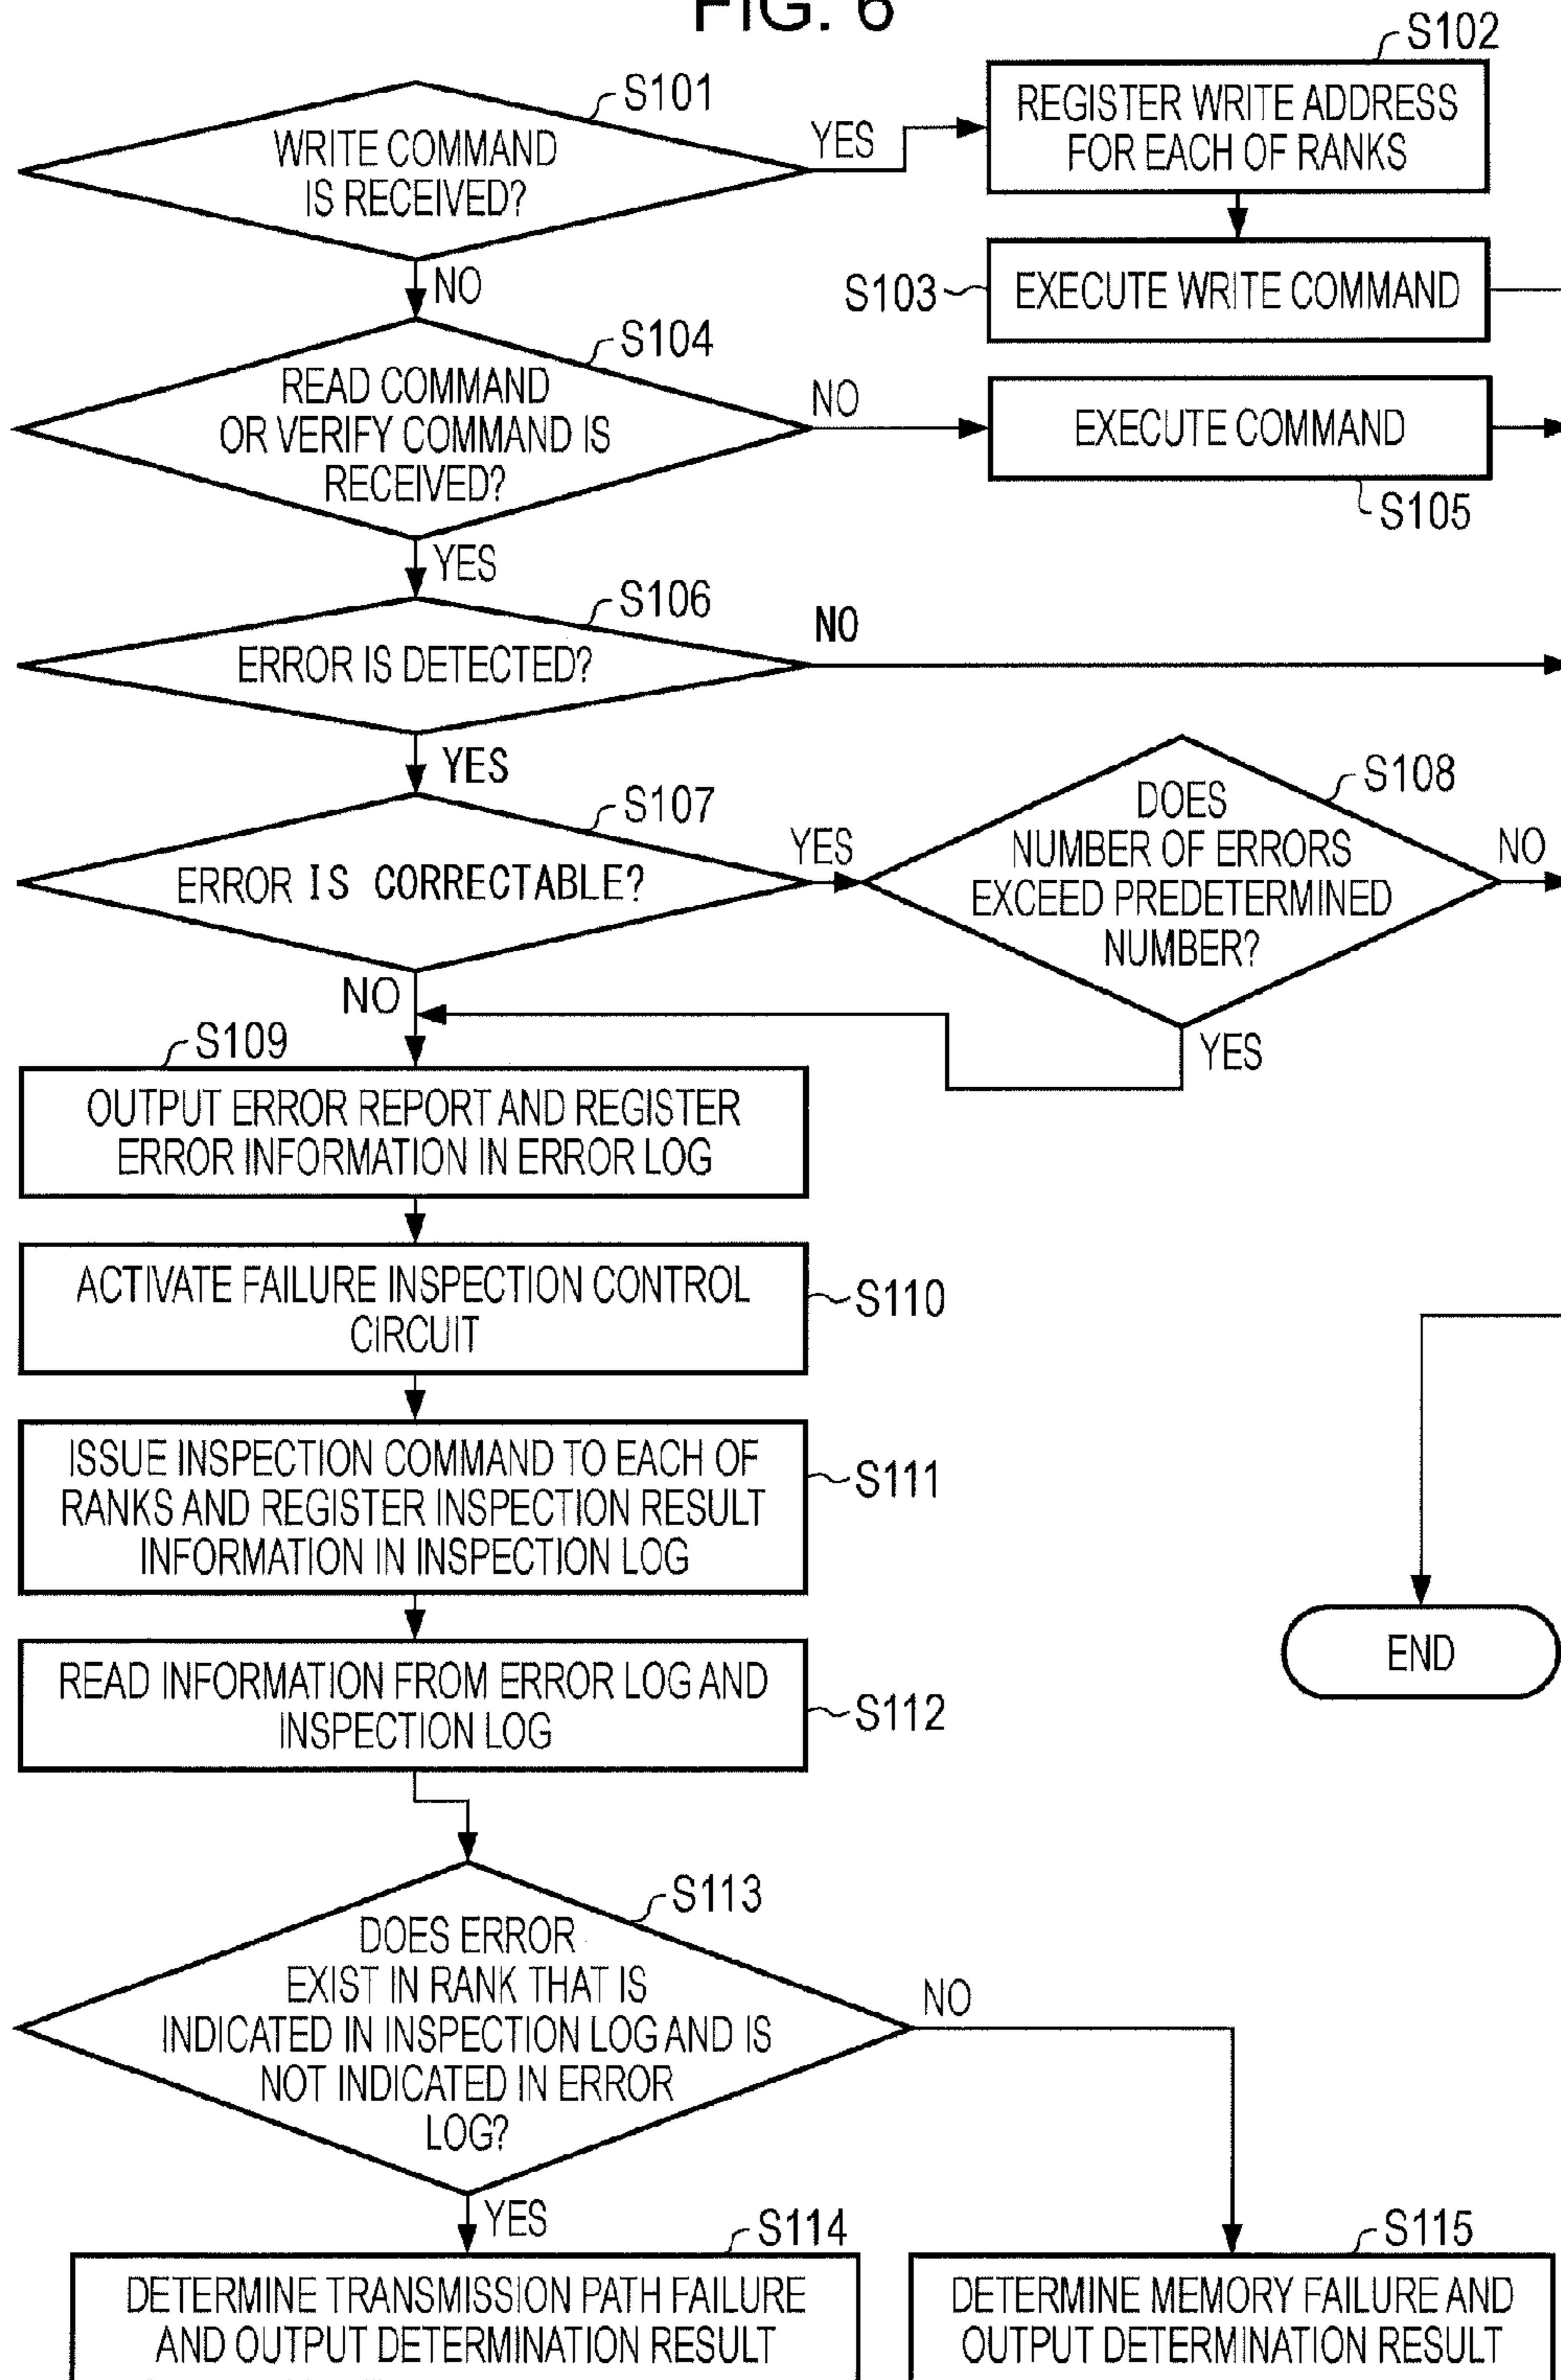 FIG. 6
S101
WRITE COMMAND
IS RECEIVED?
YES
S102
REGISTER WRITE ADDRESS
FOR EACH OF RANKS
NO
S103
EXECUTE WRITE COMMAND
S104
READ COMMAND
OR VERIFY COMMAND IS
RECEIVED?
NO
EXECUTE COMMAND
S105
YES
S106
ERROR IS DETECTED?
NO
YES
S107
ERROR IS CORRECTABLE?
YES
S108
DOES
NUMBER OF ERRORS
EXCEED PREDETERMINED
NUMBER?
NO
NO
YES
S109
OUTPUT ERROR REPORT AND REGISTER
ERROR INFORMATION IN ERROR LOG
ACTIVATE FAILURE INSPECTION CONTROL
CIRCUIT
S110
ISSUE INSPECTION COMMAND TO EACH OF
RANKS AND REGISTER INSPECTION RESULT
INFORMATION IN INSPECTION LOG
S111
READ INFORMATION FROM ERROR LOG AND
INSPECTION LOG
S112
END
S113
DOES ERROR
EXIST IN RANK THAT IS
INDICATED IN INSPECTION LOG AND IS
NOT INDICATED IN ERROR
LOG?
NO
YES
S114
DETERMINE TRANSMISSION PATH FAILURE
AND OUTPUT DETERMINATION RESULT
S115
DETERMINE MEMORY FAILURE AND
OUTPUT DETERMINATION RESULT